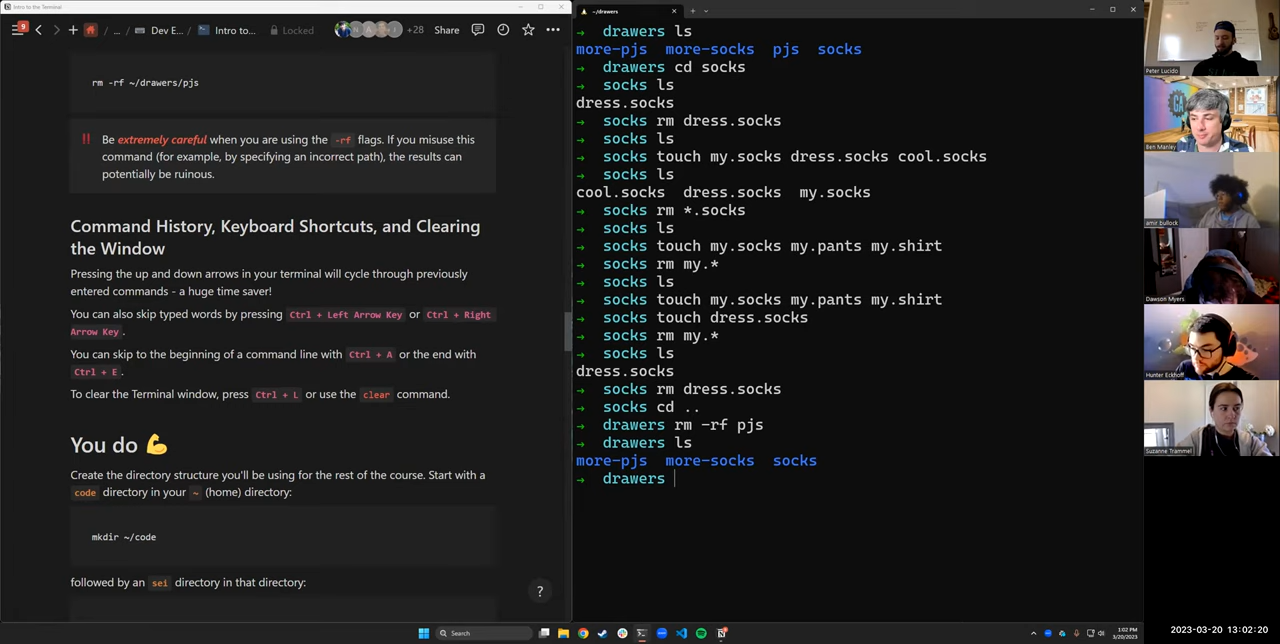 Intro to the Terminal
9
... Dev E... Intro to... Locked
N A +28 Share
rm -rf ~/drawers/pjs
!! Be extremely careful when you are using the -rf flags. If you misuse this
command (for example, by specifying an incorrect path), the results can
potentially be ruinous.
Command History, Keyboard Shortcuts, and Clearing
the Window
Pressing the up and down arrows in your terminal will cycle through previously
entered commands - a huge time saver!
You can also skip typed words by pressing Ctrl + Left Arrow Key or Ctrl + Right
Arrow Key .
You can skip to the beginning of a command line with Ctrl + A or the end with
Ctrl + E .
To clear the Terminal window, press Ctrl + L or use the clear command.
You do 💪
Create the directory structure you'll be using for the rest of the course. Start with a
code directory in your ~ (home) directory:
mkdir ~/code
followed by an sei directory in that directory:
?
~/drawers
→ drawers ls
more-pjs more-socks pjs socks
→ drawers cd socks
→ socks ls
dress.socks
→ socks rm dress.socks
→ socks ls
→ socks touch my.socks dress.socks cool.socks
→ socks ls
cool.socks dress.socks my.socks
→ socks rm *.socks
→ socks ls
→ socks touch my.socks my.pants my.shirt
→ socks rm my.*
→ socks ls
→ socks touch my.socks my.pants my.shirt
→ socks touch dress.socks
→ socks rm my.*
→ socks ls
dress.socks
→ socks rm dress.socks
→ socks cd ..
→ drawers rm -rf pjs
→ drawers ls
more-pjs more-socks socks
→ drawers
Peter Lucido
GA
Ben Manley
amir bullock
Dawson Myers
Hunter Eckhoff
Suzanne Trammel
Search
1:02 PM
3/20/2023
2023-03-20 13:02:20